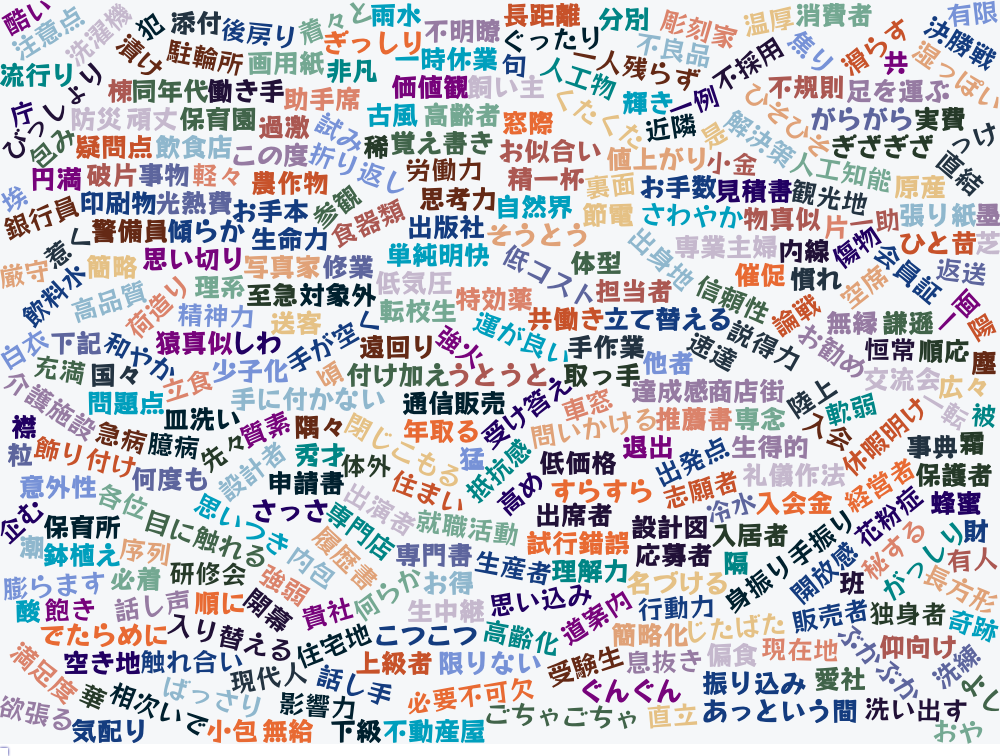 酷い
注意点
洗濯機
漬け
犯
添付
後戻り
着々と
雨水
不明瞭
長距離
分別
彫刻家
温厚
消費者
有限
決勝戦
ぎっしり
ぐったり
不良品
焦り
滑らす
湿っぽい
流行り
びっしょり
駐輪所
画用紙
非凡
一時休業
句
人工物
一人残らず
不採用
共
棟
同年代
働き手
助手席
価値観
飼い主
くたくた
輝き
一例
不規則
足を運ぶ
庁
包み
防災
頑丈
保育園
過激
試み
古風
高齢者
窓際
近隣
是
解決策
ひそひそ
がらがら
実費
疑問点
飲食店
この度
折り返し
稀
覚え書き
お似合い
値上がり
小金
人工知能
ぎざぎざ
直結
っけ
挨
円満
破片
事物
軽々
農作物
労働力
精一杯
裏面
お手数
見積書
観光地
原産
銀行員
印刷物
光熱費
お手本
参観
食器類
思考力
自然界
節電
さわやか
物真似
片一
助
張り紙
墨
惹く
警備員
傾らか
生命力
出版社
そうとう
出身地
専業主婦
内線
傷物
会員証
ひと昔
芝
厳守
飲料水
簡略
思い切り
写真家
修業
単純明快
低コスト
体型
催促
慣れ
空席
返送
高品質
荷造り
理系
至急
対象外
低気圧
特効薬
担当者
信頼性
論戦
一面
陽
白衣
下記
和やか
精神力
送客
手が空く
転校生
運が良い
共働き
立て替える
説得力
お勧め
無縁
謙遜
充満
国々
猿真似
しわ
遠回り
強火
手作業
他者
速達
恒常
順応
塵
介護施設
立食
少子化
頃
付け加え
うとうと
取っ手
達成感
商店街
陸上
交流会
広々
問題点
皿洗い
手に付かない
通信販売
受け答え
車窓
問いかける
推薦書
専念
入会
軟弱
休暇明け
一転
被
襟
粒
飾り付け
急病
臆病
先々
質素
隅々
閉じこもる
年取る
猛
抵抗感
退出
生得的
事典
霜
意外性
各位
何度も
設計者
秀才
体外
申請書
住まい
高め
低価格
すらすら
出発点
志願者
礼儀作法
冷水
入会金
経営者
花粉症
保護者
蜂蜜
企む
保育所
目に触れる
思いつき
さっさ
専門店
出演者
就職活動
出席者
設計図
入居者
身振り手振り
開放感
秘する
がっしり
財
潮
鉢植え
序列
内包
履歴書
専門書
試行錯誤
応募者
隔
有人
膨らます
必着
研修会
強弱
何らか
お得
生産者
理解力
名づける
班
長方形
酸
飽き
話し声
順に
開幕
貴社
生中継
思い込み
道案内
行動力
販売者
独身者
奇跡
でたらめに
入り替える
住宅地
こつこつ
高齢化
簡略化
じたばた
ぷかぷか
仰向け
洗練
満足度
空き地
触れ合い
現代人
話し手
上級者
限りない
受験生
息抜き
偏食
現在地
よし
欲張る
華
相次いで
ばっさり
影響力
必要不可欠
ぐんぐん
振り込み
愛社
気配り
小包
無給
下級
不動産屋
ごちゃごちゃ
直立
あっという間
洗い出す
おや